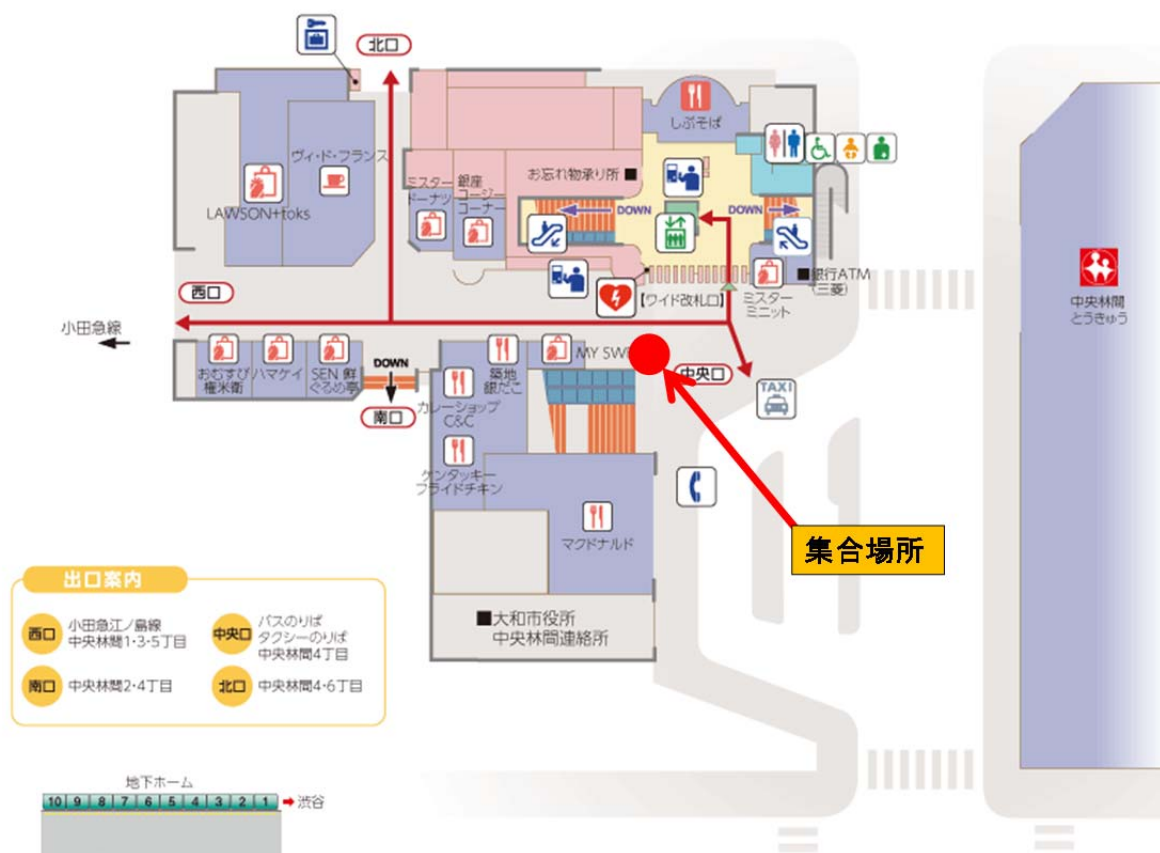 北口
しぶそば
ヴィ・ド・フランス
お忘れ物承り所■
ミスター
ドーナツ
銀座
コージー
コーナー
LAWSON+toks
DOWN
DOWN
■銀行ATM
(三菱)
【ワイド改札口】
ミスター
ミニット
西口
中央林間
とうきゅう
小田急線
おむすび
権米衛
ハマケイ
SEN 鮮
ぐるめ亭
DOWN
南口
築地
銀だこ
MY SW
中央口
TAXI
カレーショップ
C&C
ケンタッキー
フライドチキン
マクドナルド
集合場所
■大和市役所
中央林間連絡所
出口案内
西口
小田急江ノ島線
中央林間1・3・5丁目
中央口
バスのりば
タクシーのりば
中央林間4丁目
南口
中央林間2・4丁目
北口
中央林間4・6丁目
地下ホーム
10 9 8 7 6 5 4 3 2 1
渋谷